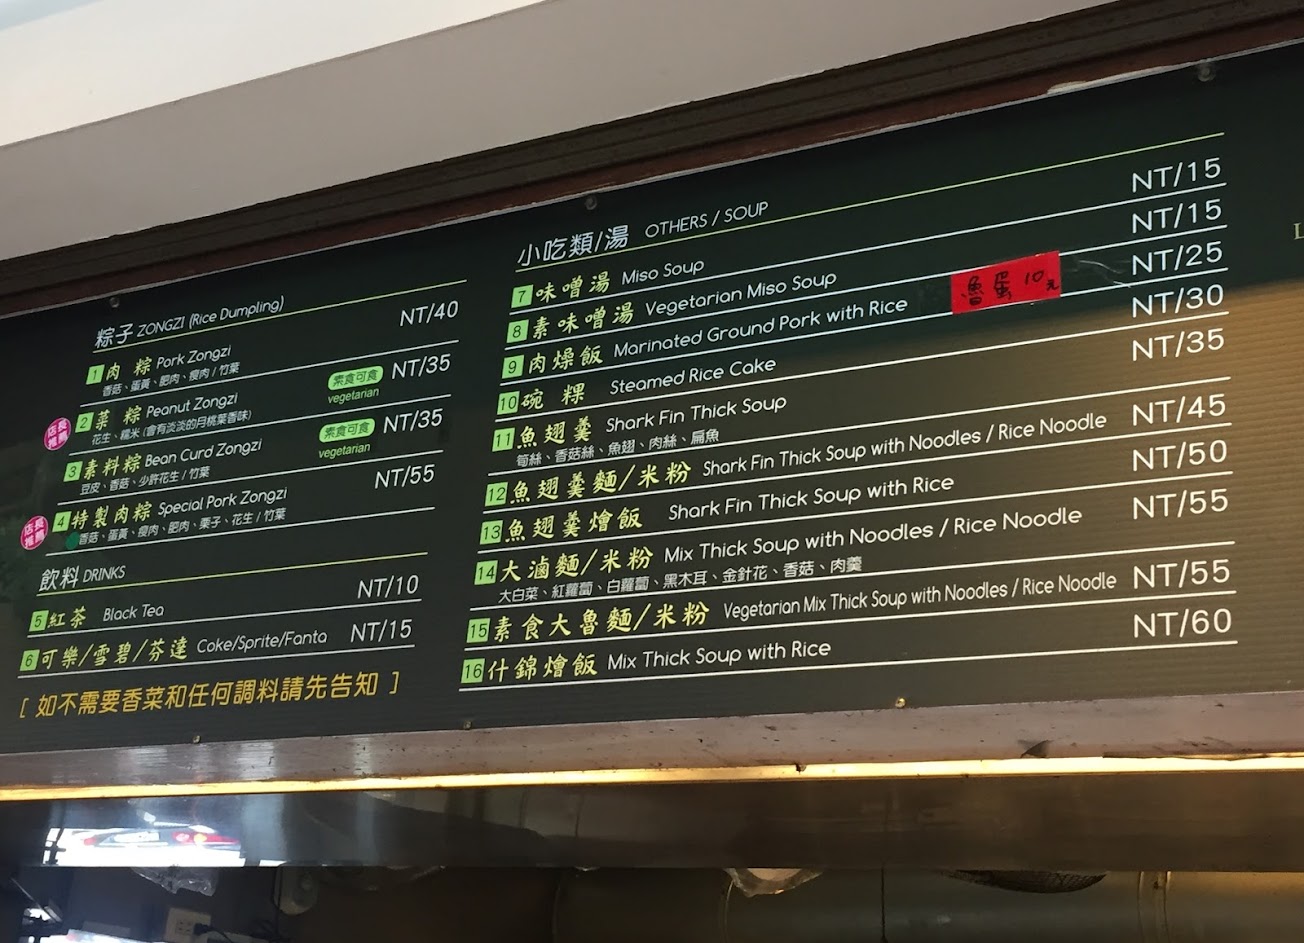 粽子 ZONGZI (Rice Dumpling)
1 肉 粽 Pork Zongzi NT/40
香菇、蛋黃、肥肉、瘦肉 / 竹葉
店長推薦 2 菜 粽 Peanut Zongzi 素食可食 vegetarian NT/35
花生、糯米 (會有淡淡的月桃葉香味)
3 素料粽 Bean Curd Zongzi 素食可食 vegetarian NT/35
豆皮、香菇、少許花生 / 竹葉
店長推薦 4 特製肉粽 Special Pork Zongzi NT/55
香菇、蛋黃、瘦肉、肥肉、栗子、花生 / 竹葉
飲料 DRINKS
5 紅茶 Black Tea NT/10
6 可樂/雪碧/芬達 Coke/Sprite/Fanta NT/15
[ 如不需要香菜和任何調料請先告知 ]
小吃類/湯 OTHERS / SOUP
7 味噌湯 Miso Soup NT/15
8 素味噌湯 Vegetarian Miso Soup NT/15
9 肉燥飯 Marinated Ground Pork with Rice 魯蛋 10元 NT/25
10 碗 粿 Steamed Rice Cake NT/30
11 魚翅羹 Shark Fin Thick Soup NT/35
筍絲、香菇絲、魚翅、肉絲、扁魚
12 魚翅羹麵/米粉 Shark Fin Thick Soup with Noodles / Rice Noodle NT/45
13 魚翅羹燴飯 Shark Fin Thick Soup with Rice NT/50
14 大滷麵/米粉 Mix Thick Soup with Noodles / Rice Noodle NT/55
大白菜、紅蘿蔔、白蘿蔔、黑木耳、金針花、香菇、肉羹
15 素食大魯麵/米粉 Vegetarian Mix Thick Soup with Noodles / Rice Noodle NT/55
16 什錦燴飯 Mix Thick Soup with Rice NT/60